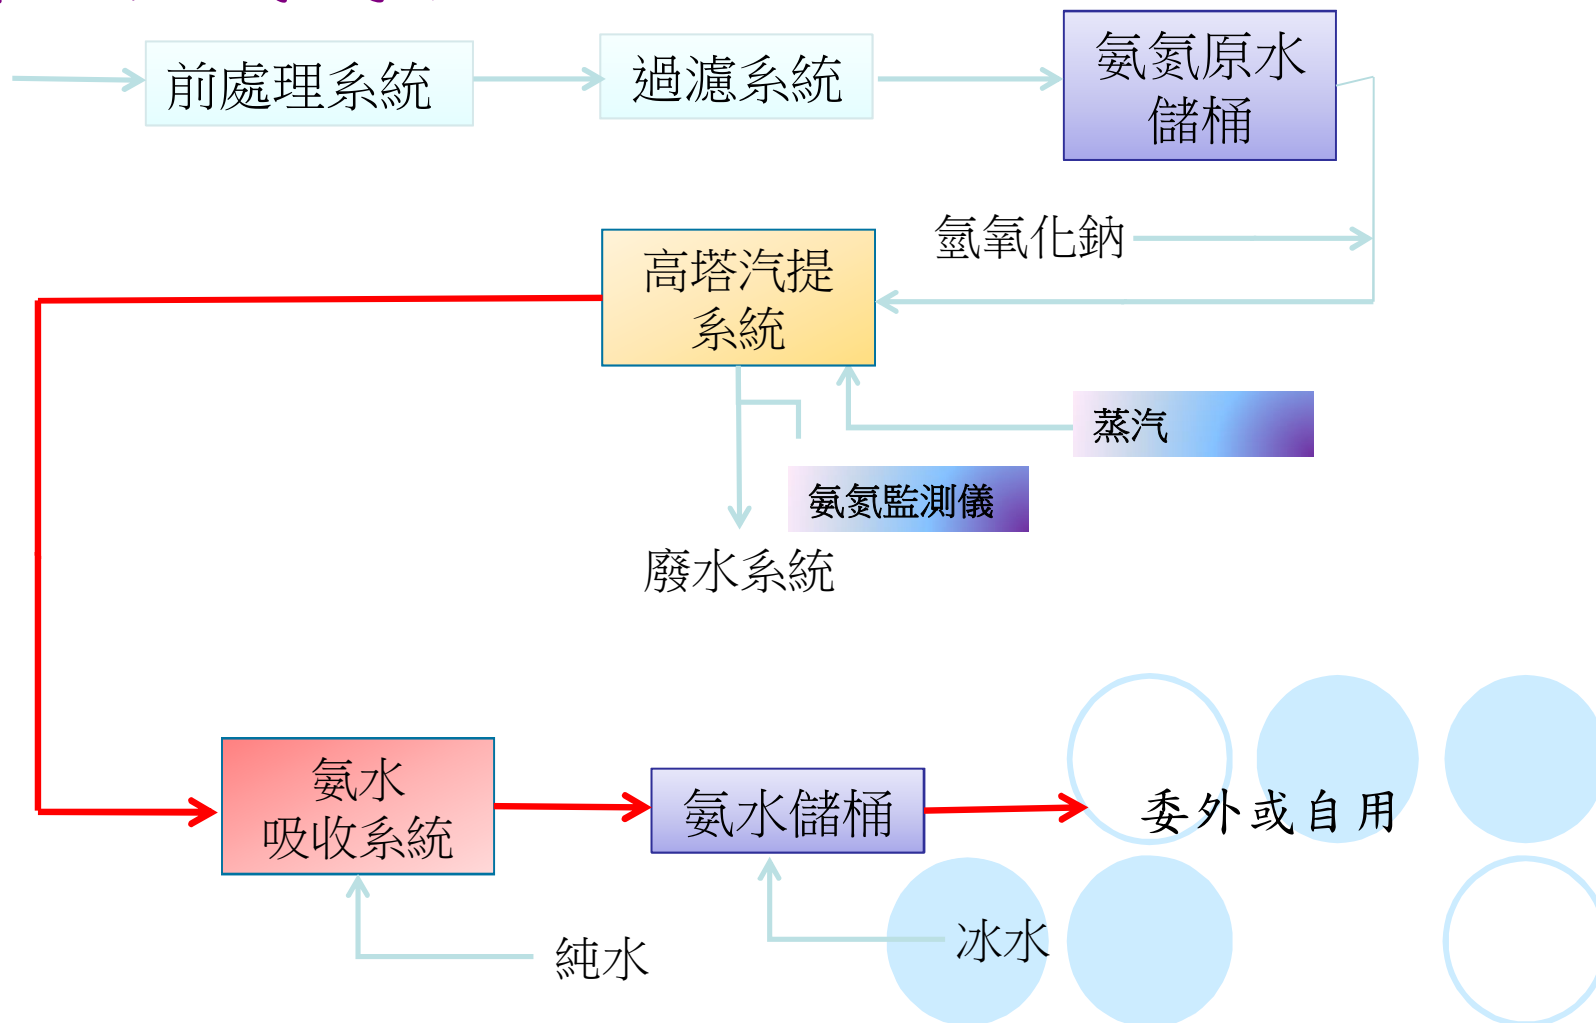 前處理系統
過濾系統
氨氮原水
儲桶
氫氧化鈉
高塔汽提
系統
蒸汽
氨氮監測儀
廢水系統
氨水
吸收系統
氨水儲桶
委外或自用
純水
冰水